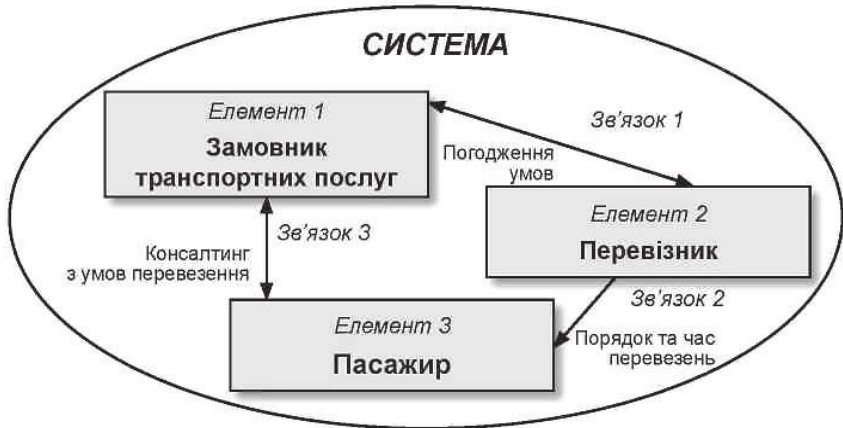 СИСТЕМА
Елемент 1
Замовник
транспортних послуг
Зв'язок 1
Погодження
умов
Елемент 2
Перевізник
Зв'язок 3
Консалтинг
з умов перевезення
Зв'язок 2
Порядок та час
перевезень
Елемент 3
Пасажир